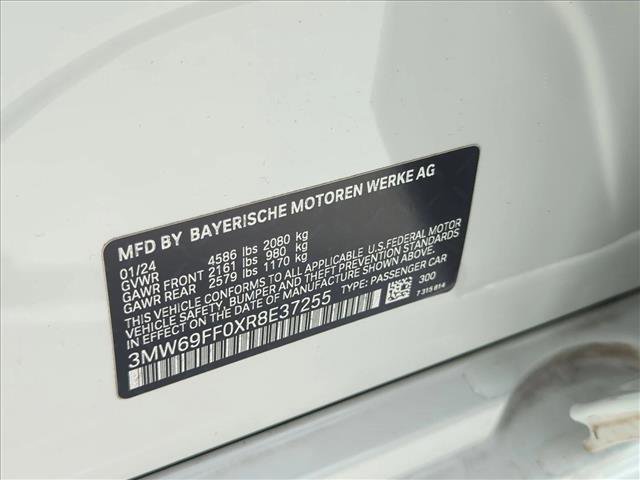 MFD BY BAYERISCHE MOTOREN WERKE AG
01/24
GVWR 4586 lbs 2080 kg
GAWR FRONT 2161 lbs 980 kg
GAWR REAR 2579 lbs 1170 kg
THIS VEHICLE CONFORMS TO ALL APPLICABLE U.S.FEDERAL MOTOR
VEHICLE SAFETY, BUMPER, AND THEFT PREVENTION STANDARDS
IN EFFECT ON THE DATE OF MANUFACTURE SHOWN ABOVE.
3MW69FF0XR8E37255 TYPE: PASSENGER CAR
300
7 315 814